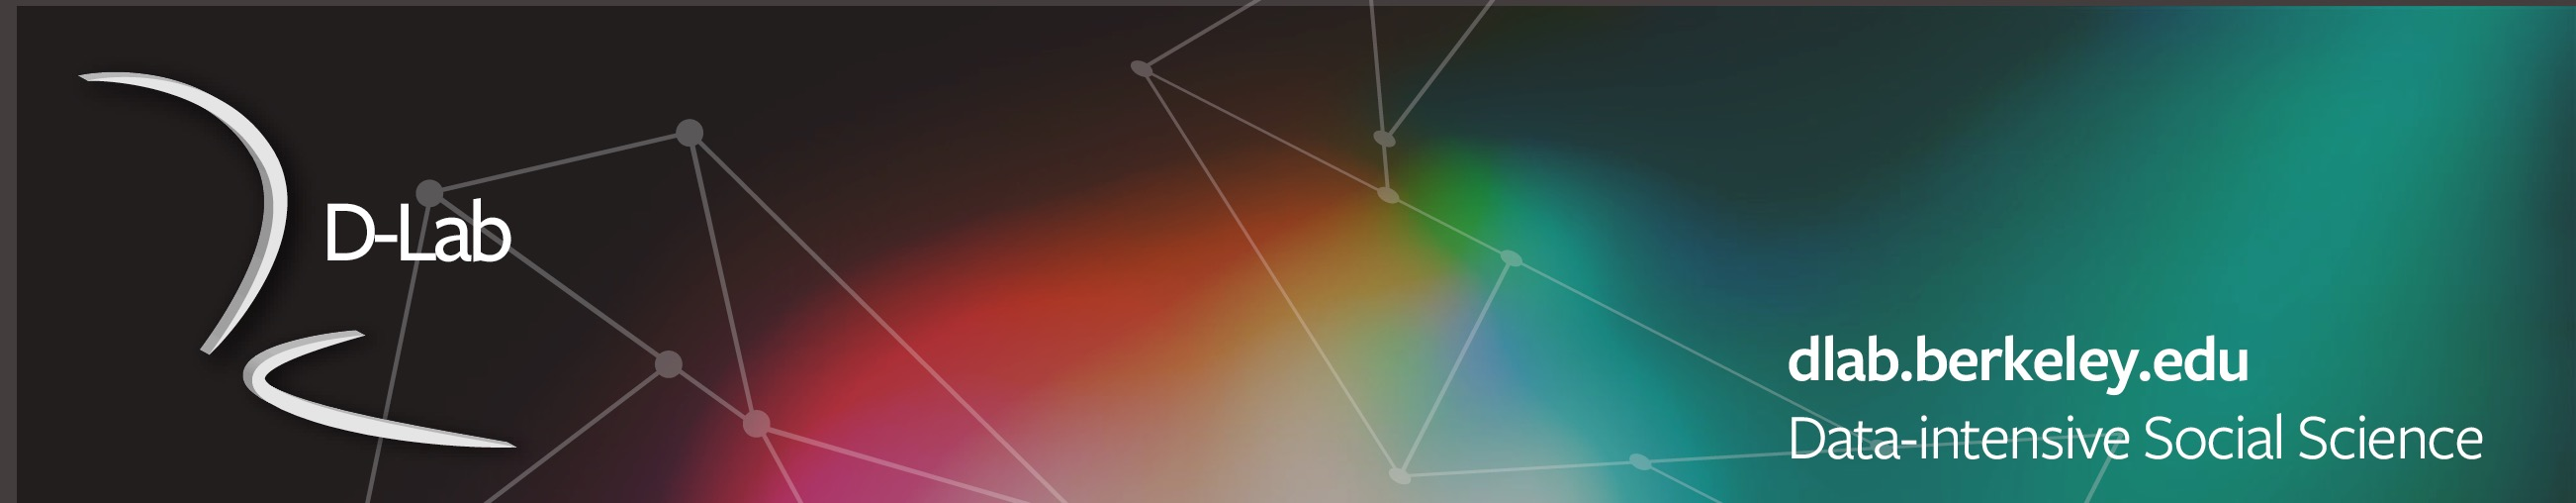 D-Lab
dlab.berkeley.edu
Data-intensive Social Science